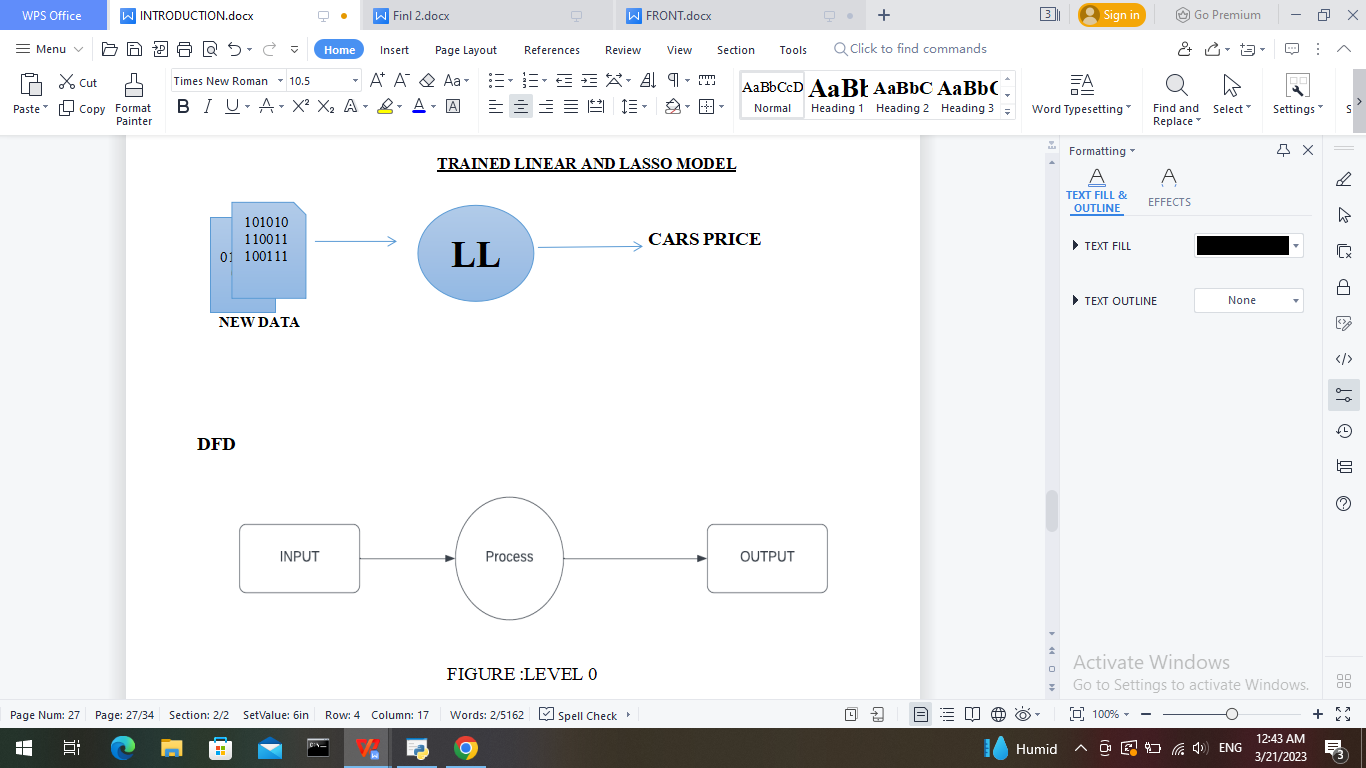 WPS Office INTRODUCTION.docx Finl 2.docx FRONT.docx 3 Sign in Go Premium
Menu Home Insert Page Layout References Review View Section Tools Click to find commands
Paste Cut Copy Format Painter Times New Roman 10.5 AaBbCcD Normal AaBb Heading 1 AaBbC Heading 2 AaBbC Heading 3 Word Typesetting Find and Replace Select Settings S
TRAINED LINEAR AND LASSO MODEL
101010
110011
01 100111
NEW DATA
LL
CARS PRICE
DFD
INPUT Process OUTPUT
FIGURE :LEVEL 0
Formatting
TEXT FILL & OUTLINE EFFECTS
TEXT FILL
TEXT OUTLINE None
Activate Windows
Go to Settings to activate Windows.
Page Num: 27 Page: 27/34 Section: 2/2 SetValue: 6in Row: 4 Column: 17 Words: 2/5162 Spell Check 100%
Humid ENG 12:43 AM
3/21/2023 3